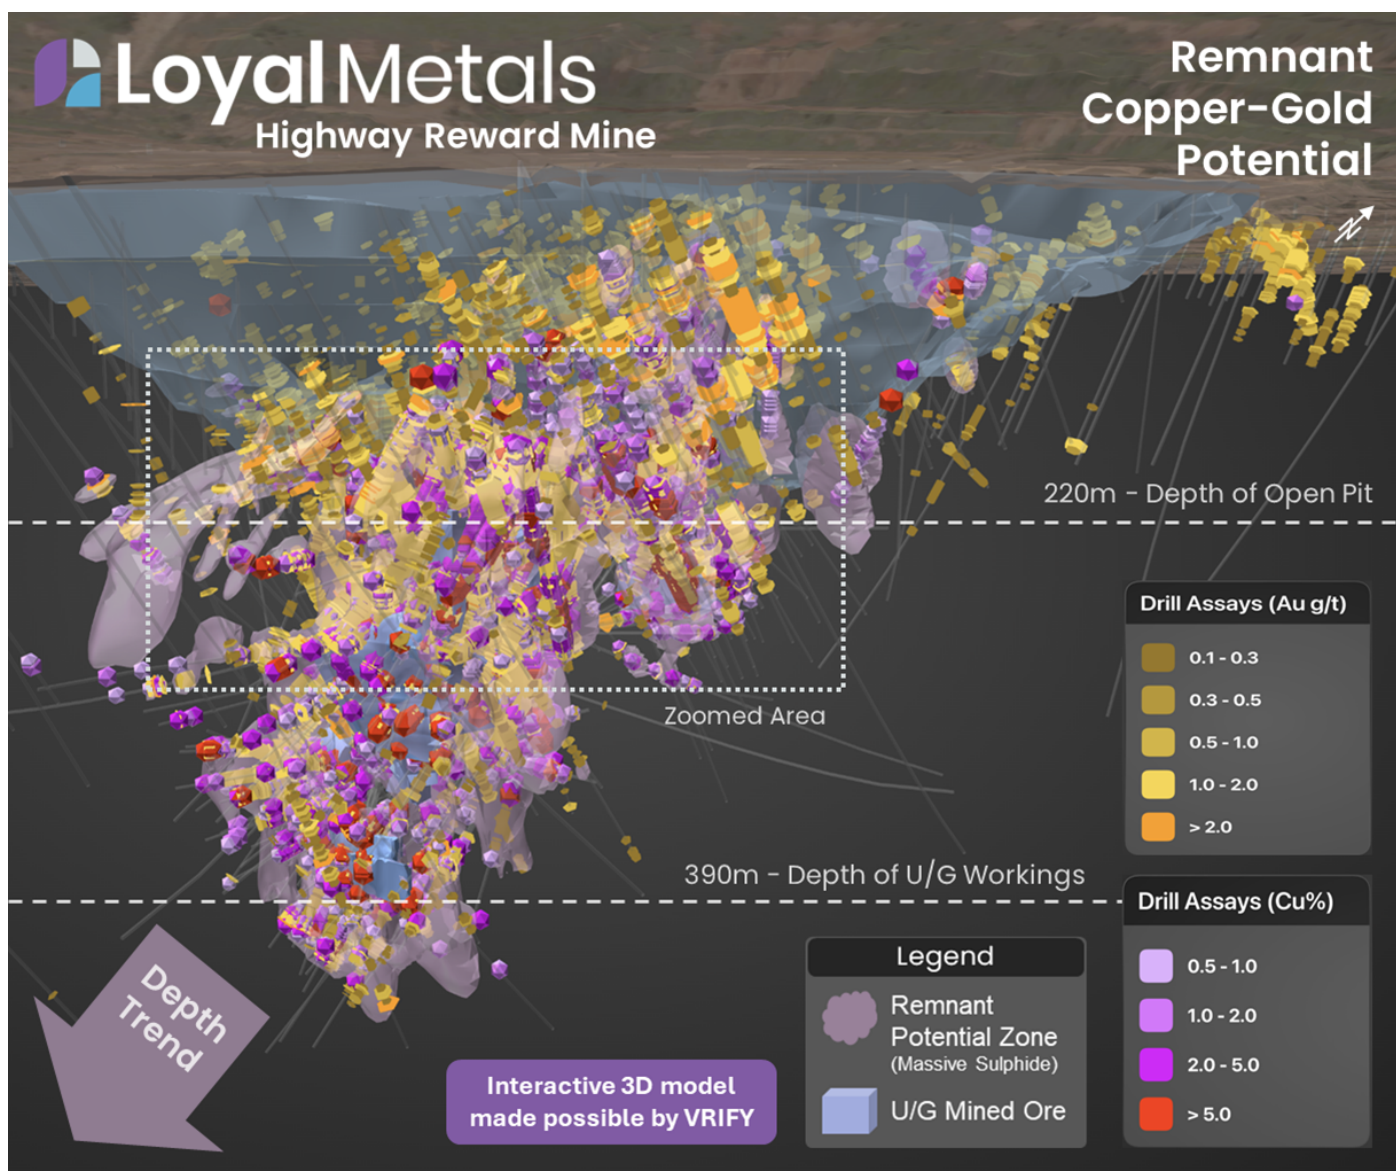 Loyal Metals
Highway Reward Mine
Remnant
Copper-Gold
Potential
N
220m - Depth of Open Pit
Drill Assays (Au g/t)
0.1 - 0.3
0.3 - 0.5
0.5 - 1.0
1.0 - 2.0
> 2.0
Zoomed Area
390m - Depth of U/G Workings
Drill Assays (Cu%)
0.5 - 1.0
1.0 - 2.0
2.0 - 5.0
> 5.0
Legend
Remnant
Potential Zone
(Massive Sulphide)
U/G Mined Ore
Depth
Trend
Interactive 3D model
made possible by VRIFY